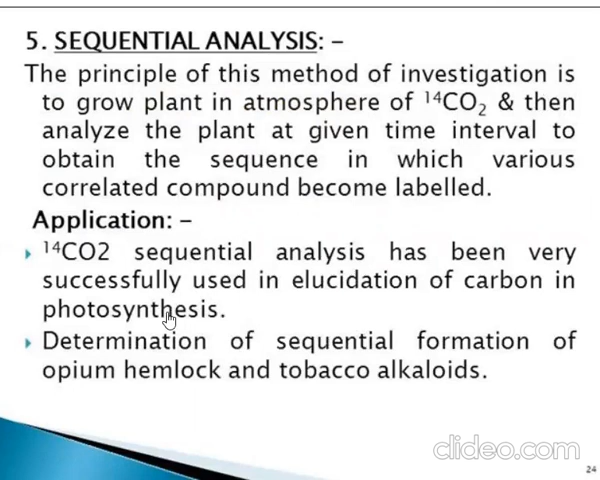 5. SEQUENTIAL ANALYSIS: –
The principle of this method of investigation is
to grow plant in atmosphere of ¹⁴CO₂ & then
analyze the plant at given time interval to
obtain the sequence in which various
correlated compound become labelled.
Application: –
¹⁴CO2 sequential analysis has been very
successfully used in elucidation of carbon in
photosynthesis.
Determination of sequential formation of
opium hemlock and tobacco alkaloids.
clideo.com
24